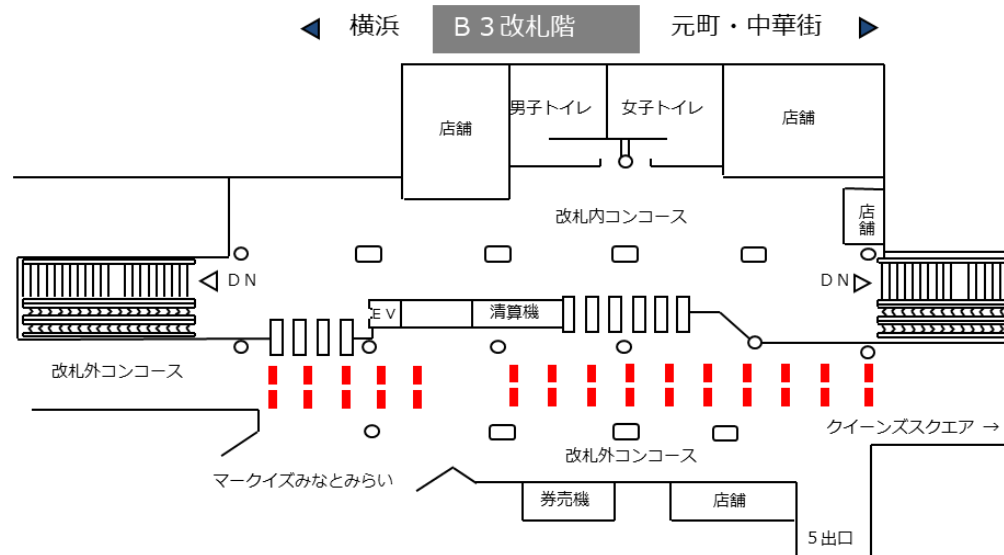 横浜
B3改札階
元町・中華街
店舗
男子トイレ
女子トイレ
店舗
改札内コンコース
店舗
DN
DN
EV
清算機
改札外コンコース
クイーンズスクエア →
改札外コンコース
マークイズみなとみらい
券売機
店舗
5出口